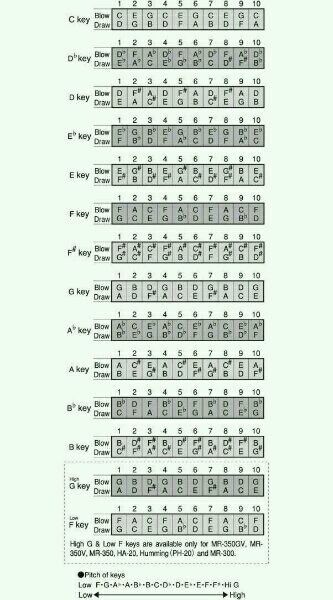 1 2 3 4 5 6 7 8 9 10
C key Blow C E G C E G C E G C
Draw D G B D F A B D F A
1 2 3 4 5 6 7 8 9 10
D♭ key Blow D♭ F A♭ D♭ F A♭ D♭ F A♭ D♭
Draw E♭ A♭ C E♭ G♭ B♭ C E♭ G♭ B♭
1 2 3 4 5 6 7 8 9 10
D key Blow D F# A D F# A D F# A D
Draw E A C# E G B C# E G B
1 2 3 4 5 6 7 8 9 10
E♭ key Blow E♭ G B♭ E♭ G B♭ E♭ G B♭ E♭
Draw F B♭ D F A♭ C D F A♭ C
1 2 3 4 5 6 7 8 9 10
E key Blow E G# B E G# B E G# B E
Draw F# B D# F# A C# D# F# A C#
1 2 3 4 5 6 7 8 9 10
F key Blow F A C F A C F A C F
Draw G C E G B♭ D E G B♭ D
1 2 3 4 5 6 7 8 9 10
F# key Blow F# A# C# F# A# C# F# A# C# F#
Draw G# C# F G# B D# F G# B D#
1 2 3 4 5 6 7 8 9 10
G key Blow G B D G B D G B D G
Draw A D F# A C E F# A C E
1 2 3 4 5 6 7 8 9 10
A♭ key Blow A♭ C E♭ A♭ C E♭ A♭ C E♭ A♭
Draw B♭ E♭ G B♭ D♭ F G B♭ D♭ F
1 2 3 4 5 6 7 8 9 10
A key Blow A C# E A C# E A C# E A
Draw B E G# B D F# G# B D F#
1 2 3 4 5 6 7 8 9 10
B♭ key Blow B♭ D F B♭ D F B♭ D F B♭
Draw C F A C E♭ G A C E♭ G
1 2 3 4 5 6 7 8 9 10
B key Blow B D# F# B D# F# B D# F# B
Draw C# F# A# C# E G# A# C# E G#
1 2 3 4 5 6 7 8 9 10
High G key Blow G B D G B D G B D G
Draw A D F# A C E F# A C E
1 2 3 4 5 6 7 8 9 10
Low F key Blow F A C F A C F A C F
Draw G C E G B♭ D E G B♭ D
High G & Low F keys are available only for MR-350GV, MR-
350V, MR-350, HA-20, Humming (PH-20) and MR-300.
●Pitch of keys
Low F・G・A♭・A・B♭・B・C・D♭・D・E♭・E・F・F#・Hi G
Low High